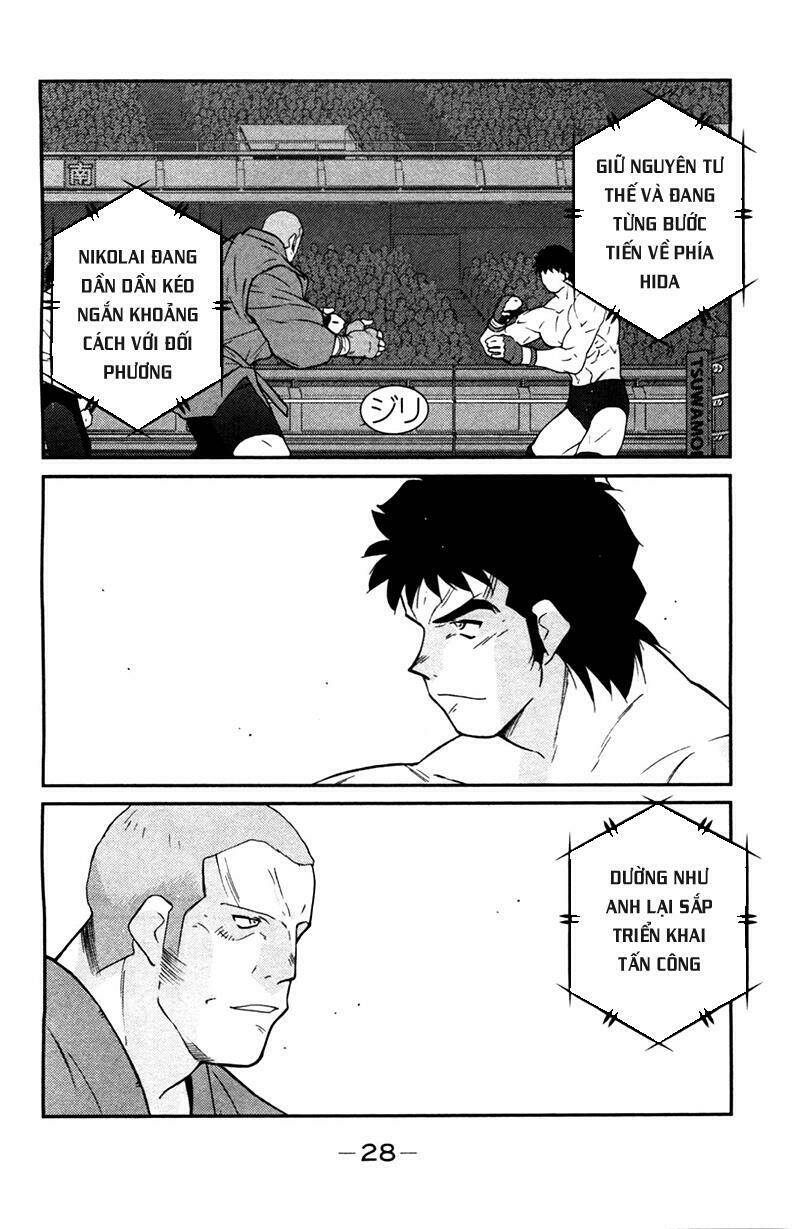 GIỮ NGUYÊN TƯ
THẾ VÀ ĐANG
TỪNG BƯỚC
TIẾN VỀ PHÍA
HIDA
南
NIKOLAI ĐANG
DẦN DẦN KÉO
NGẮN KHOẢNG
CÁCH VỚI ĐỐI
PHƯƠNG
ジリ
TSUWAMO
DƯỜNG NHƯ
ANH LẠI SẮP
TRIỂN KHAI
TẤN CÔNG
—28—